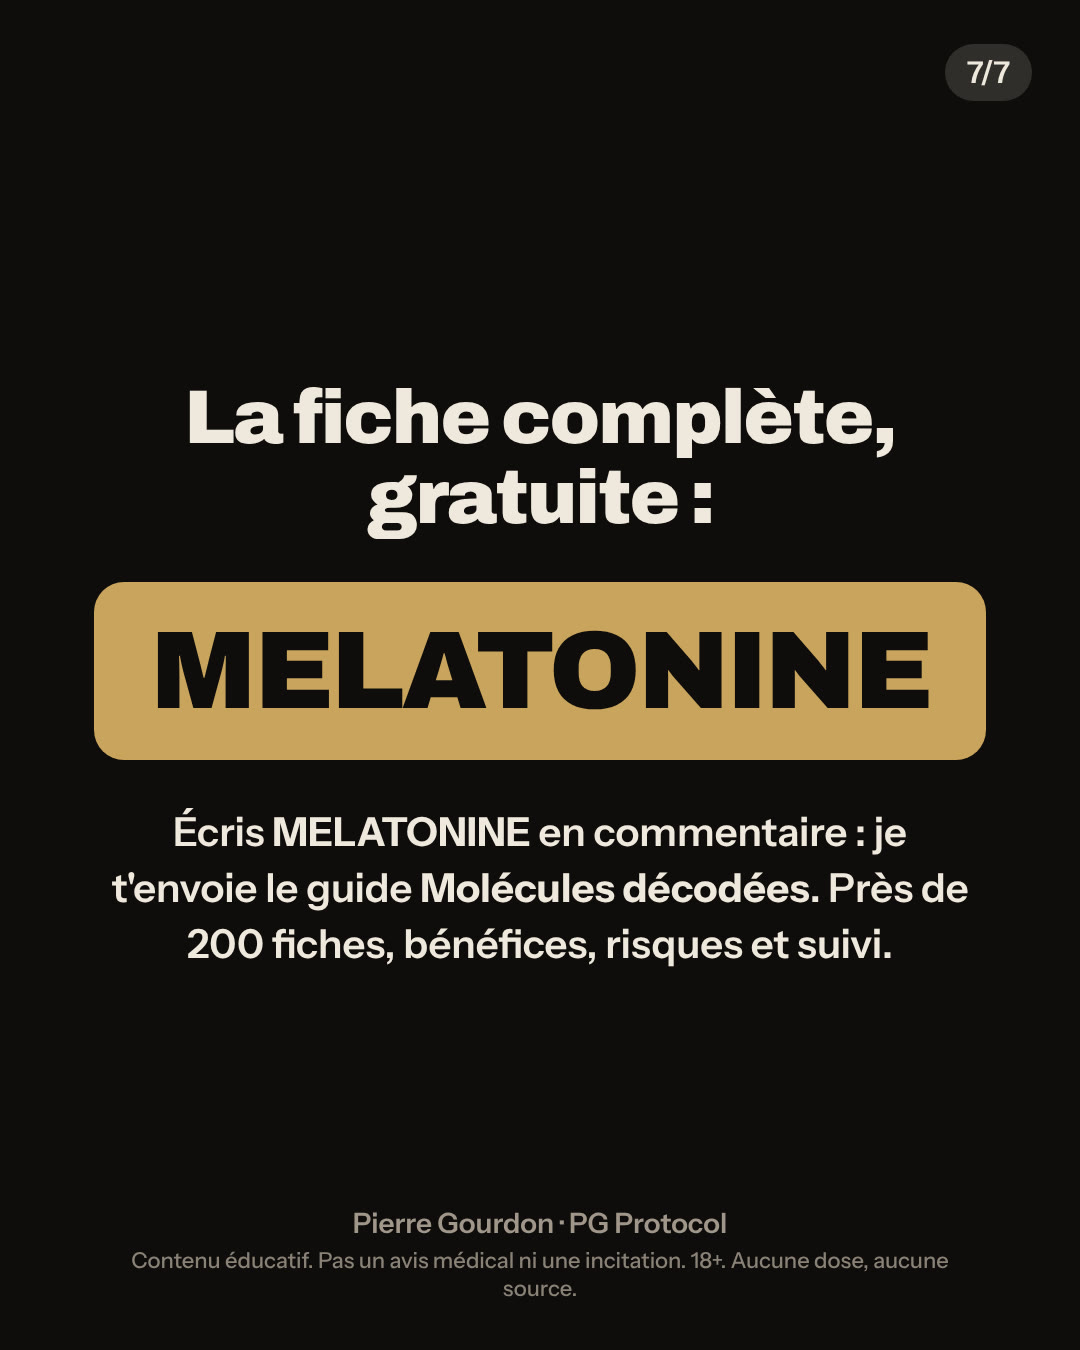 7/7
La fiche complète,
gratuite :
MELATONINE
Écris MELATONINE en commentaire : je
t'envoie le guide Molécules décodées. Près de
200 fiches, bénéfices, risques et suivi.
Pierre Gourdon · PG Protocol
Contenu éducatif. Pas un avis médical ni une incitation. 18+. Aucune dose, aucune
source.